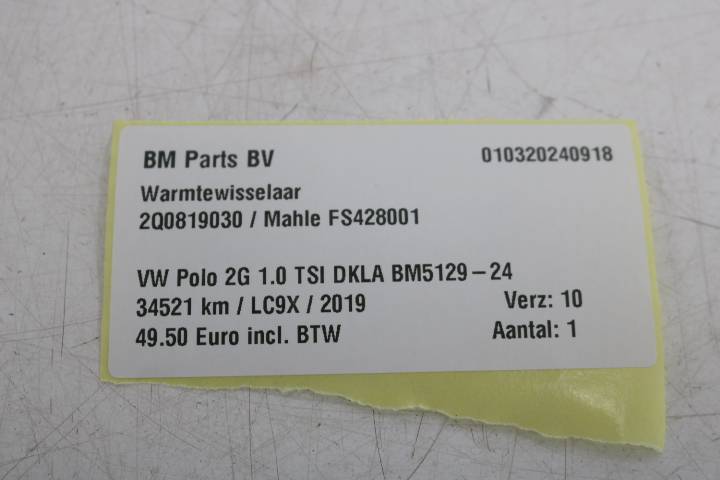 BM Parts BV 010320240918
Warmtewisselaar
2Q0819030 / Mahle FS428001
VW Polo 2G 1.0 TSI DKLA BM5129-24
34521 km / LC9X / 2019 Verz: 10
49.50 Euro incl. BTW Aantal: 1